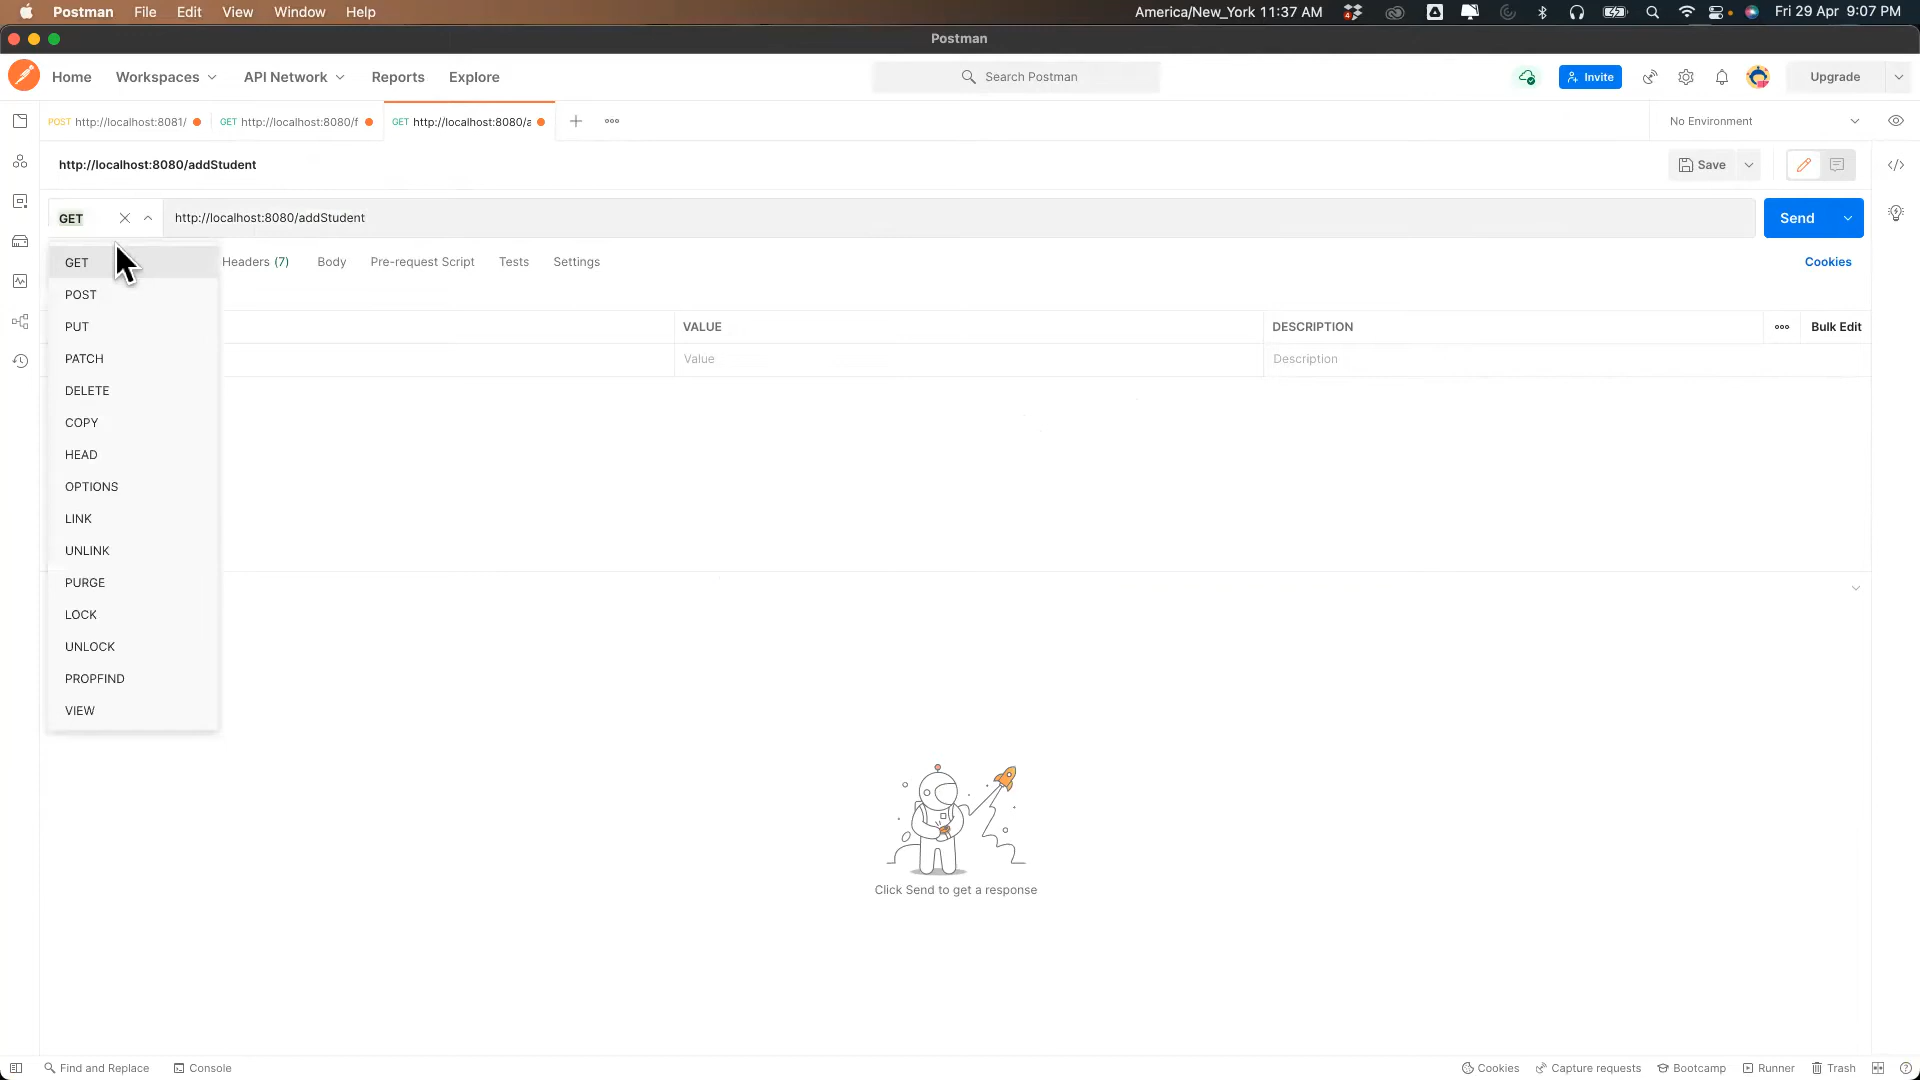 Postman File Edit View Window Help America/New_York 11:37 AM 4 Fri 29 Apr 9:07 PM
Postman
Home Workspaces API Network Reports Explore Search Postman Invite Upgrade
POST http://localhost:8081/ GET http://localhost:8080/f GET http://localhost:8080/a No Environment
http://localhost:8080/addStudent Save
GET http://localhost:8080/addStudent Send
GET Headers (7) Body Pre-request Script Tests Settings Cookies
POST
PUT VALUE DESCRIPTION Bulk Edit
PATCH Value Description
DELETE
COPY
HEAD
OPTIONS
LINK
UNLINK
PURGE
LOCK
UNLOCK
PROPFIND
VIEW
Click Send to get a response
Find and Replace Console Cookies Capture requests Bootcamp Runner Trash